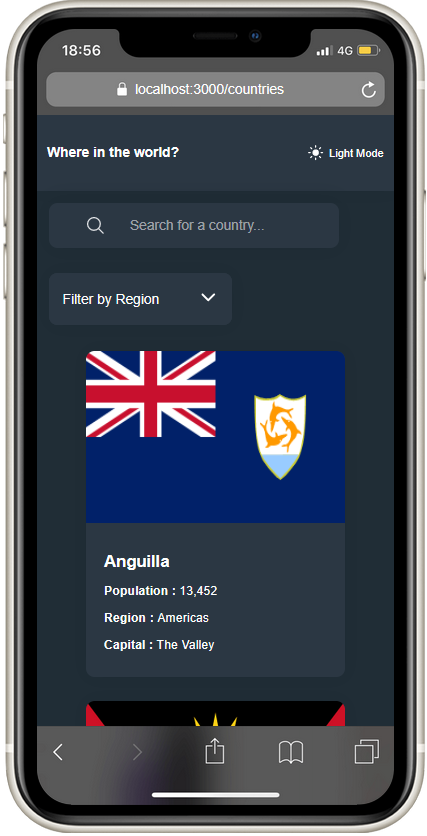 18:56
4G
localhost:3000/countries
Where in the world?
Light Mode
Search for a country...
Filter by Region
Anguilla
Population : 13,452
Region : Americas
Capital : The Valley